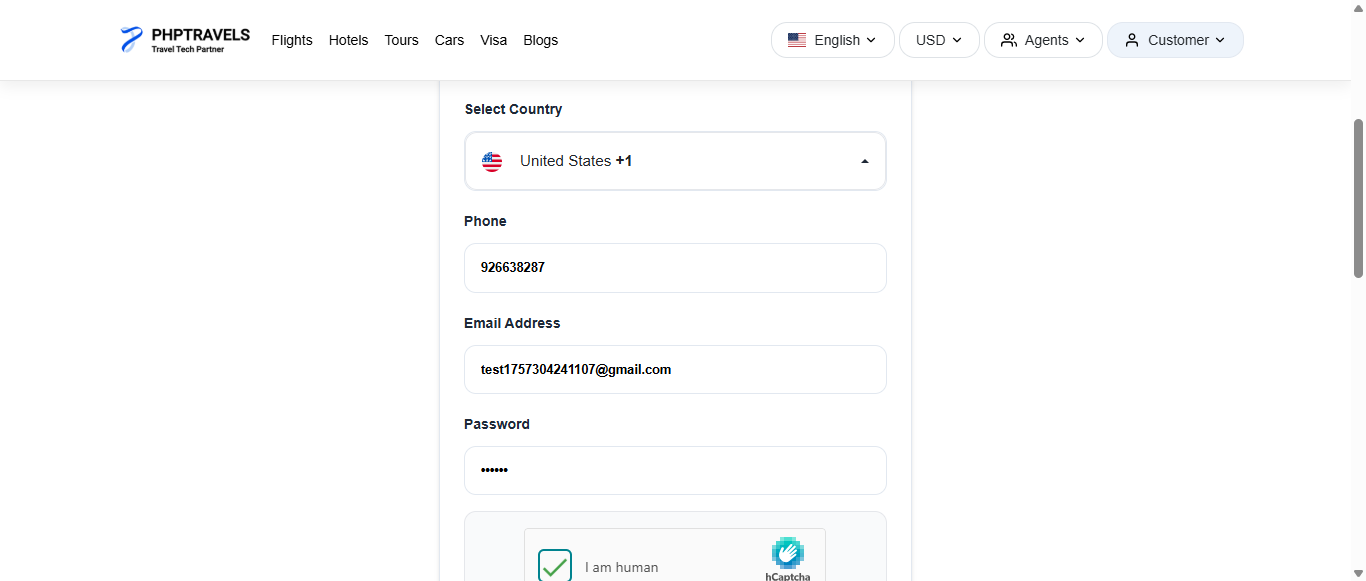 PHPTRAVELS
Travel Tech Partner
Flights Hotels Tours Cars Visa Blogs
English USD Agents Customer
Select Country
United States +1
Phone
926638287
Email Address
test1757304241107@gmail.com
Password
••••••
I am human
hCaptcha